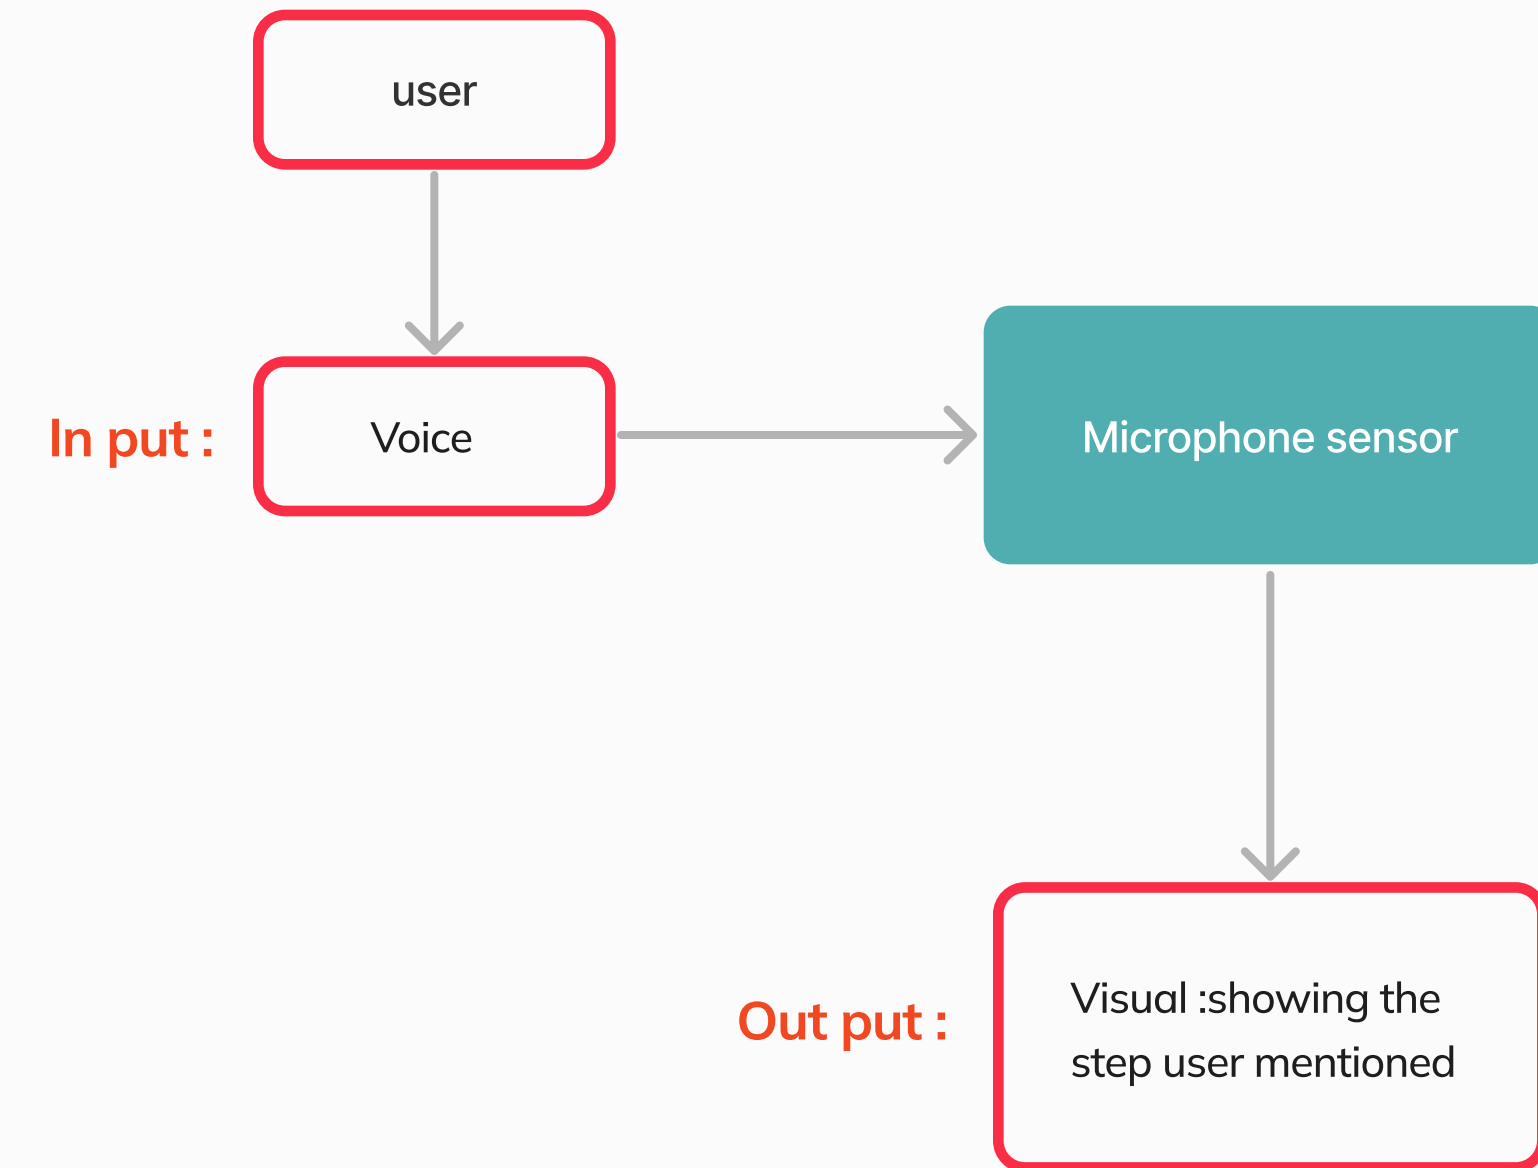 user
In put :
Voice
Microphone sensor
Out put :
Visual :showing the
step user mentioned